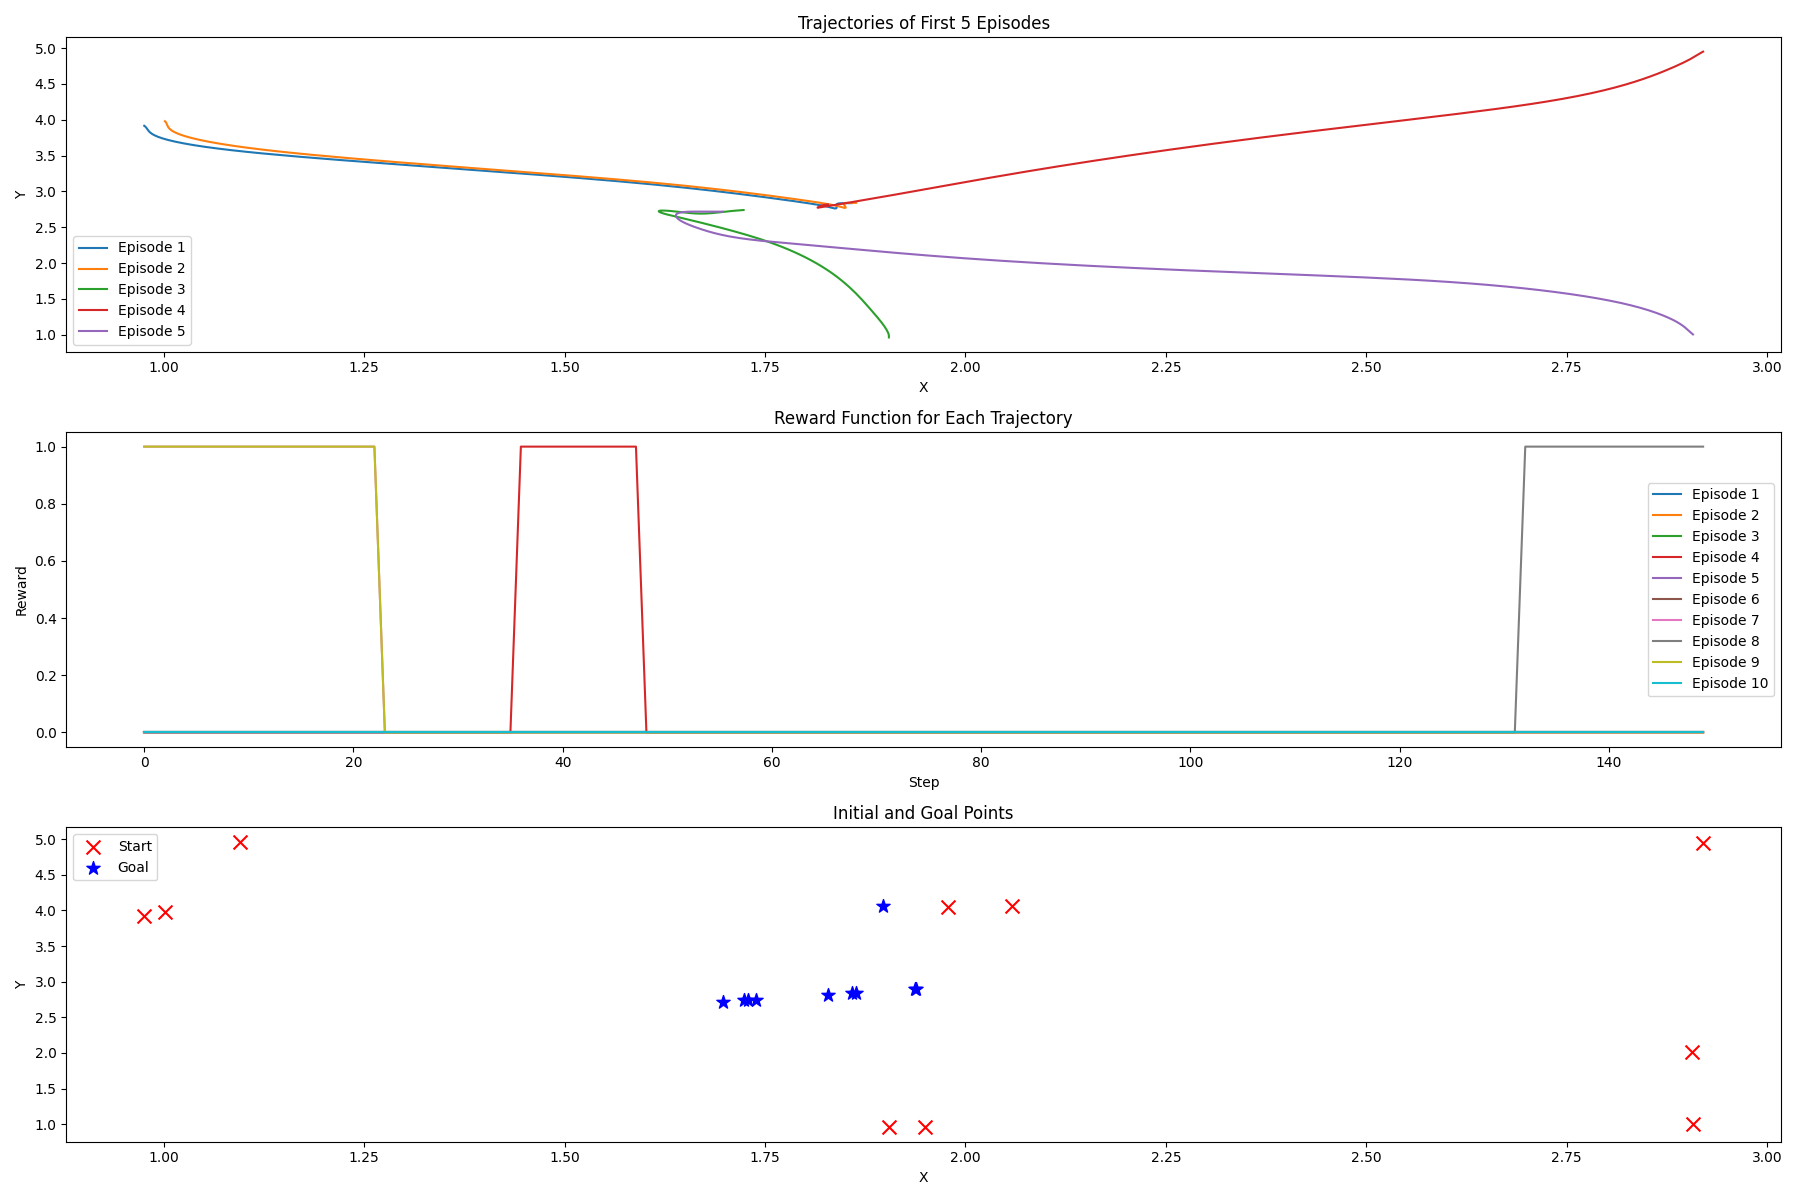 Trajectories of First 5 Episodes
5.0
4.5
4.0
3.5
3.0
2.5
2.0
1.5
1.0
Y
Episode 1
Episode 2
Episode 3
Episode 4
Episode 5
1.00 1.25 1.50 1.75 2.00 2.25 2.50 2.75 3.00
X
Reward Function for Each Trajectory
1.0
0.8
0.6
0.4
0.2
0.0
Reward
Episode 1
Episode 2
Episode 3
Episode 4
Episode 5
Episode 6
Episode 7
Episode 8
Episode 9
Episode 10
0 20 40 60 80 100 120 140
Step
Initial and Goal Points
5.0
4.5
4.0
3.5
3.0
2.5
2.0
1.5
1.0
Y
Start
Goal
1.00 1.25 1.50 1.75 2.00 2.25 2.50 2.75 3.00
X